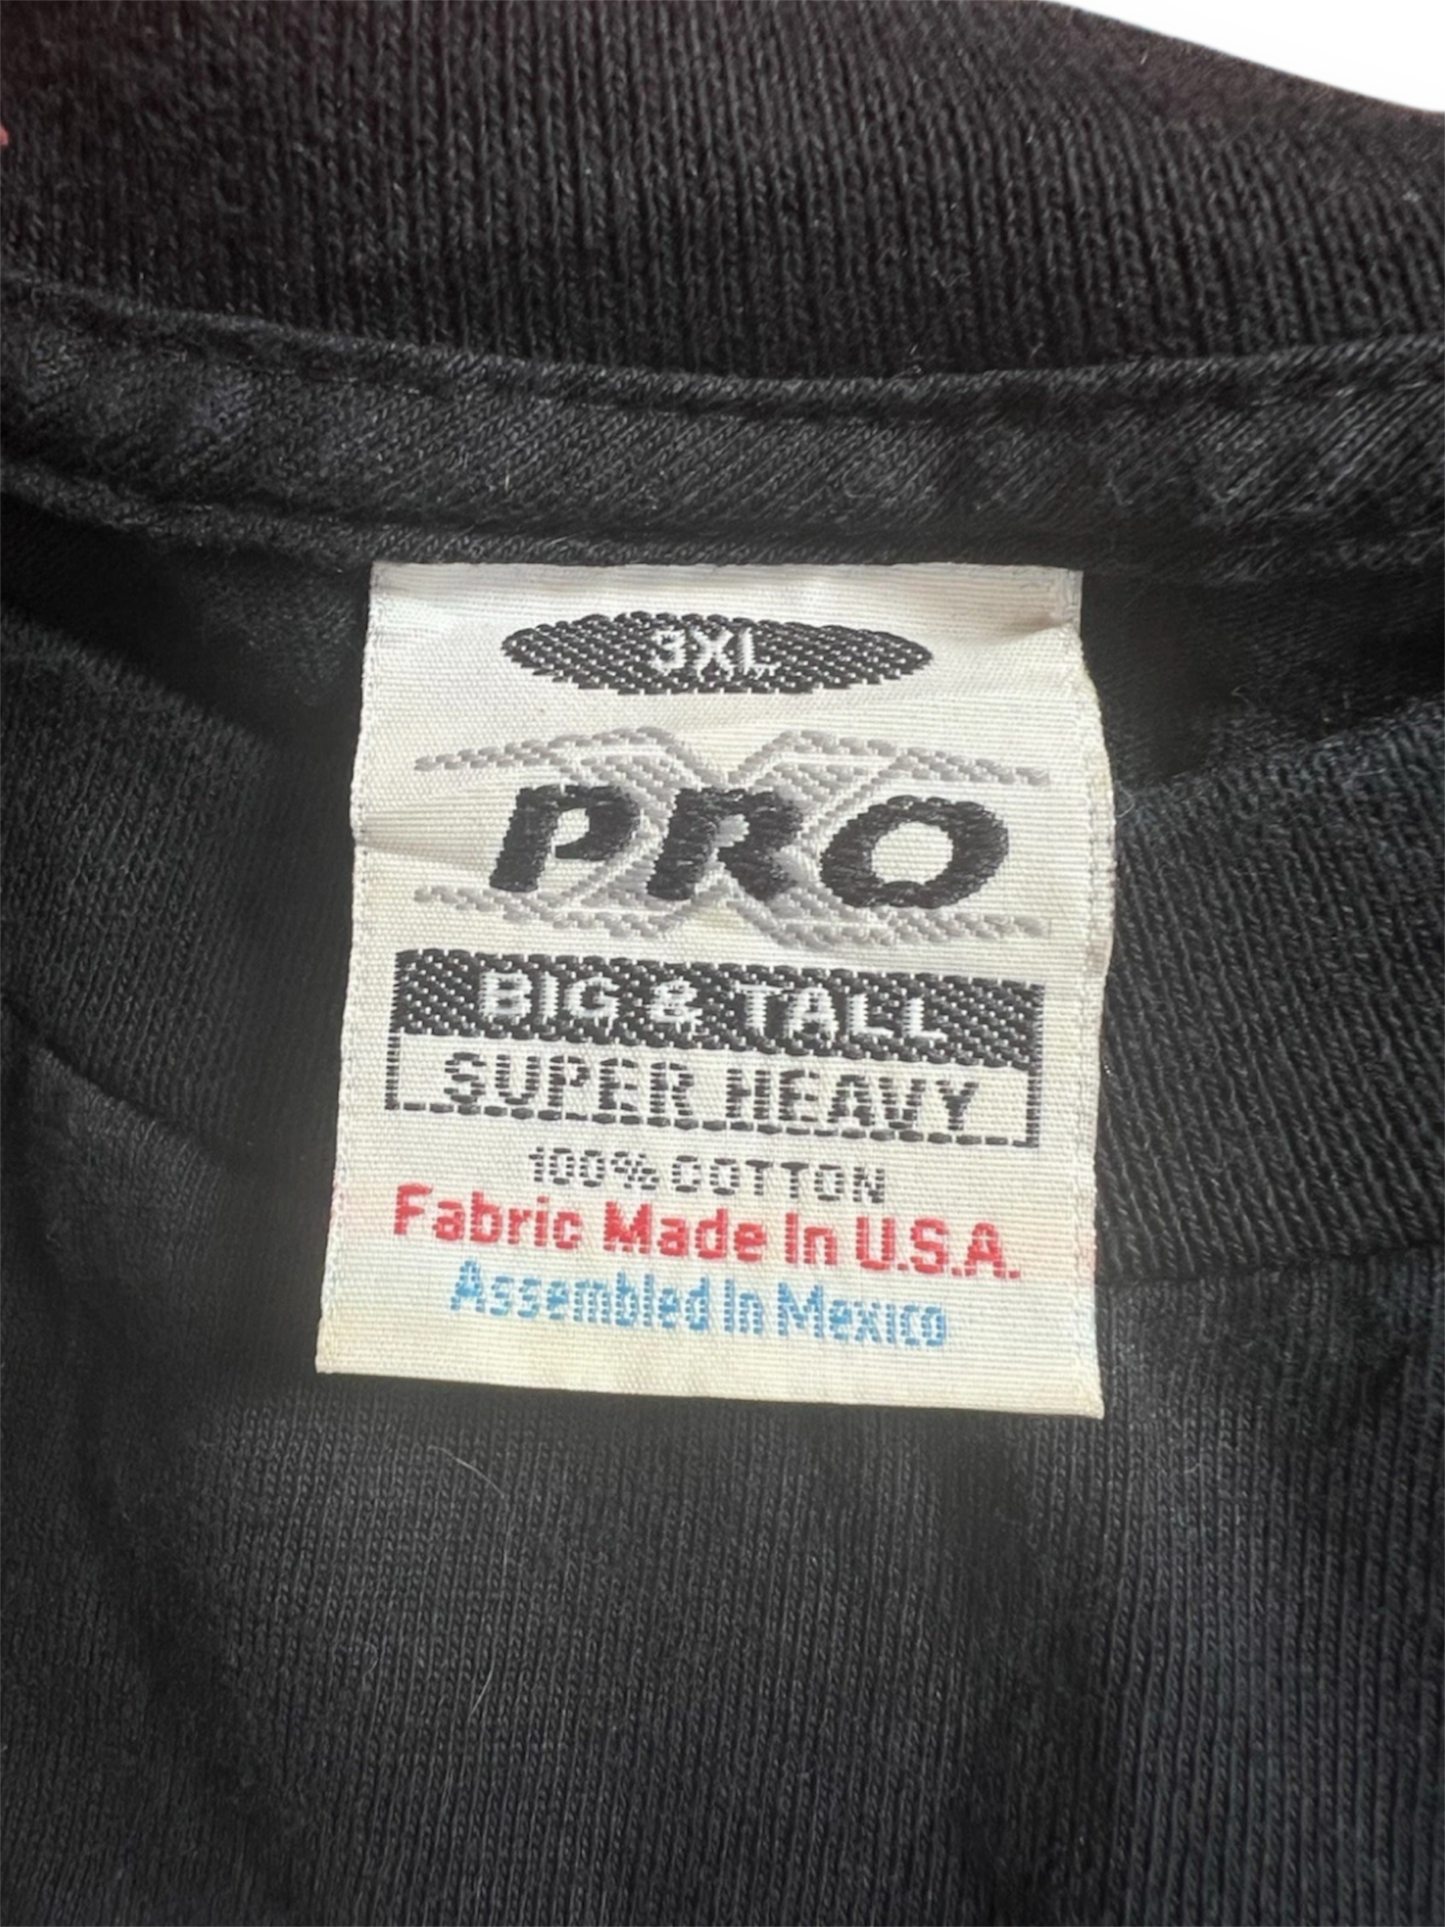 3XL
PRO
BIG & TALL
SUPER HEAVY
100% COTTON
Fabric Made In U.S.A.
Assembled In Mexico